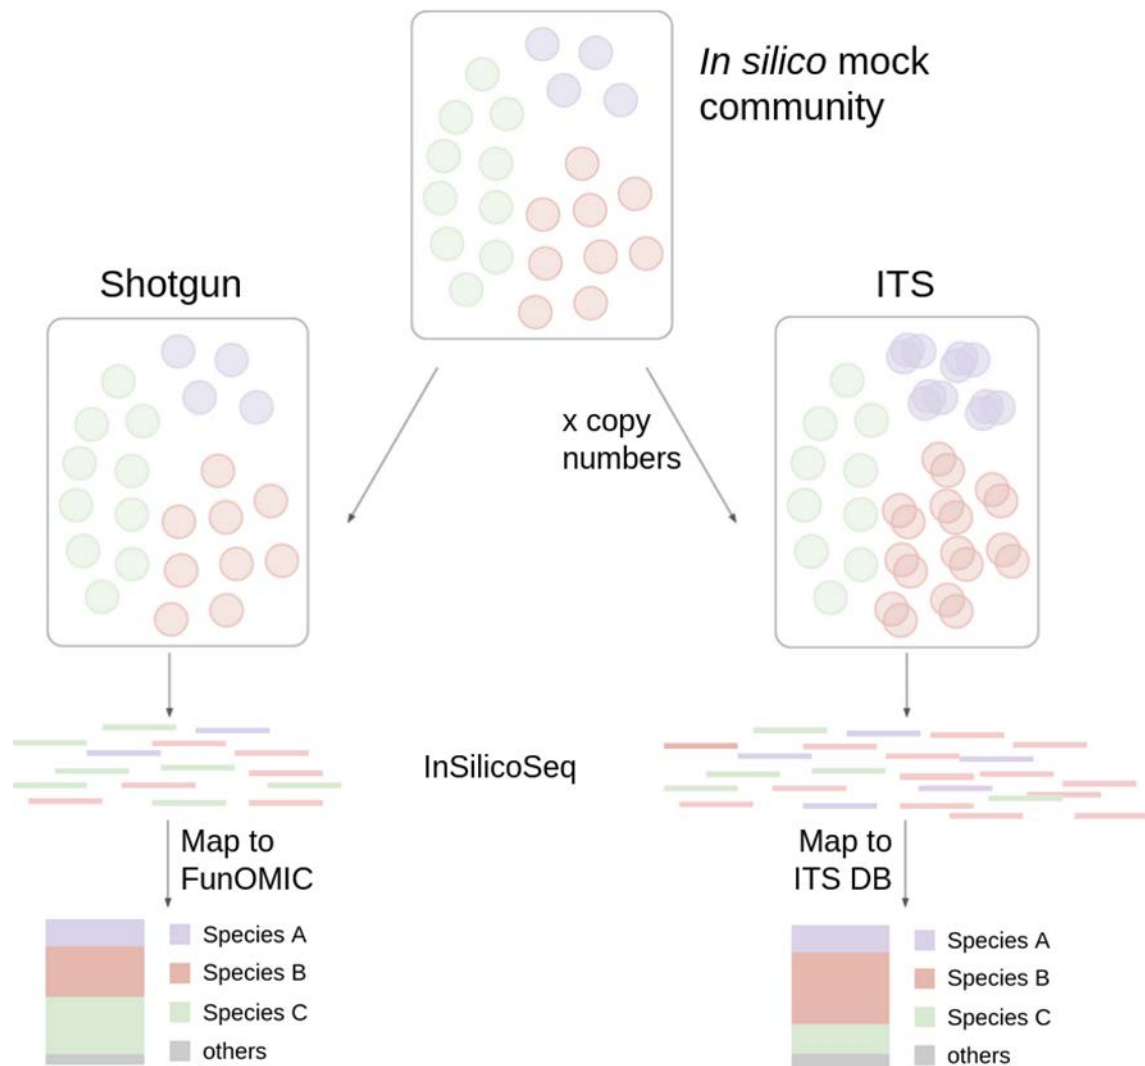 In silico mock
community
Shotgun
ITS
x copy
numbers
InSilicoSeq
Map to
FunOMIC
Map to
ITS DB
Species A
Species B
Species C
others
Species A
Species B
Species C
others